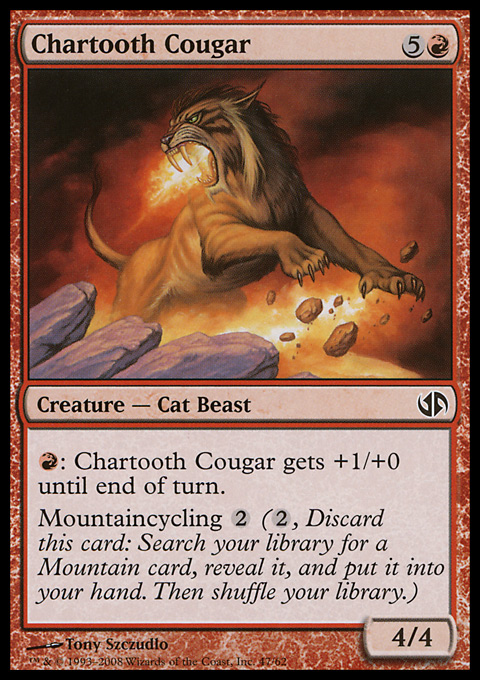 Chartooth Cougar 5
Creature — Cat Beast
: Chartooth Cougar gets +1/+0
until end of turn.
Mountaincycling 2 (2, Discard
this card: Search your library for a
Mountain card, reveal it, and put it into
your hand. Then shuffle your library.)
Tony Szczudlo
4/4
™ & © 1993–2008 Wizards of the Coast, Inc. 47/62